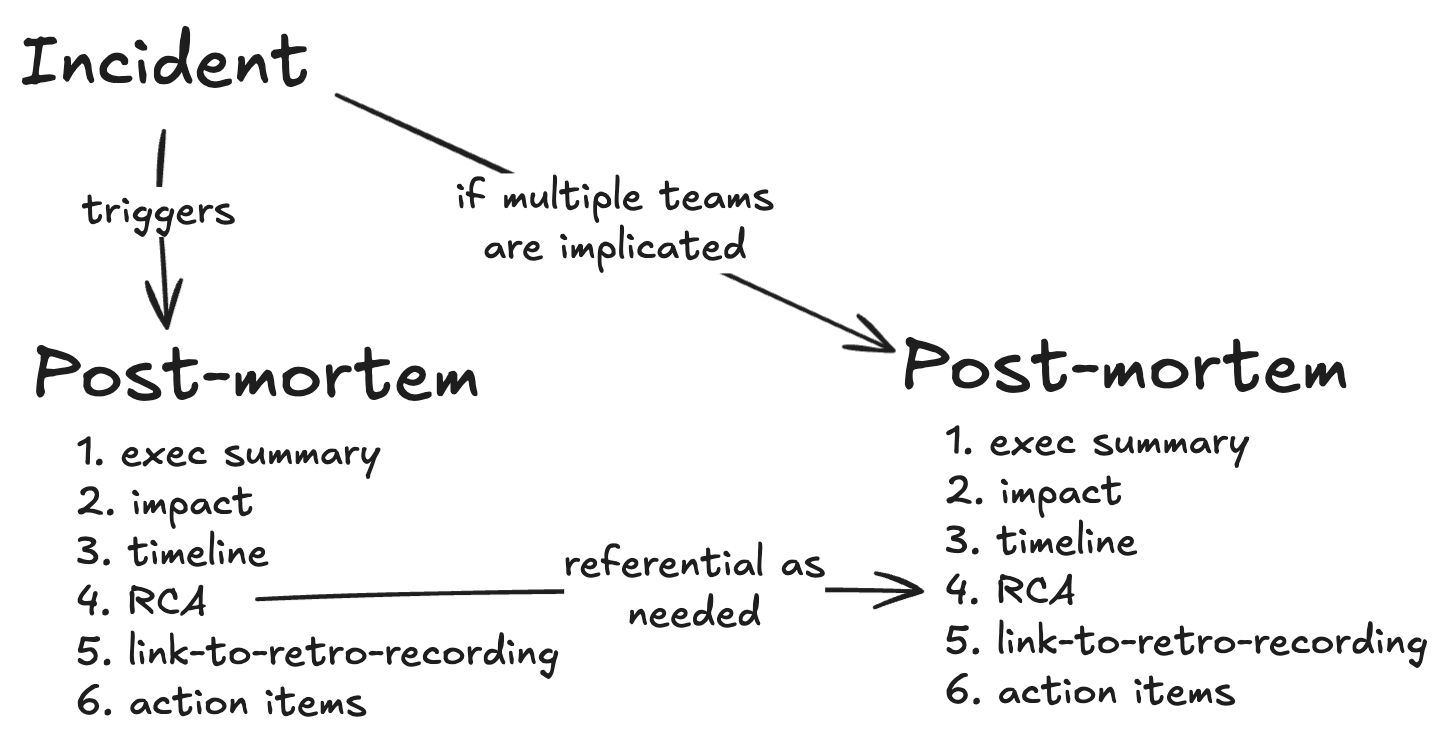 Incident
triggers
if multiple teams
are implicated
Post-mortem
1. exec summary
2. impact
3. timeline
4. RCA
5. link-to-retro-recording
6. action items
referential as
needed
Post-mortem
1. exec summary
2. impact
3. timeline
4. RCA
5. link-to-retro-recording
6. action items